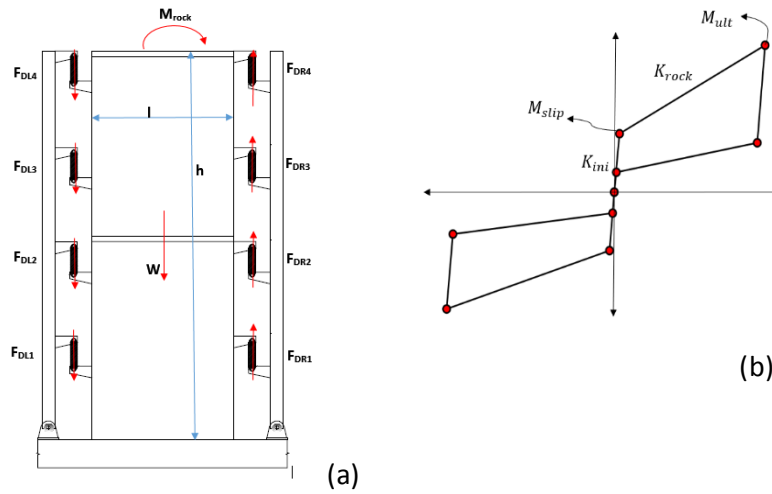 M_rock
F_DL4
F_DR4
l
F_DL3
F_DR3
h
F_DL2
W
F_DR2
F_DL1
F_DR1
(a)
M_ult
K_rock
M_slip
K_ini
(b)